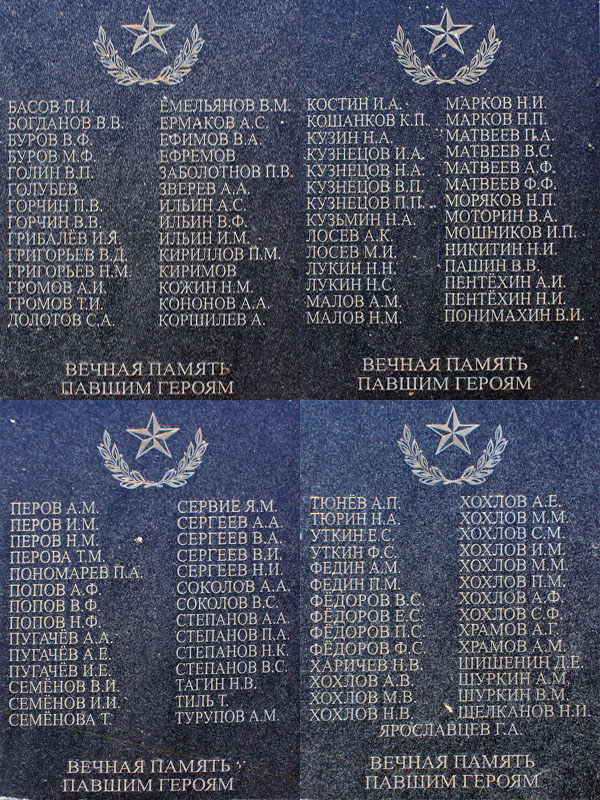 БАСОВ П.И.
БОГДАНОВ В.В.
БУРОВ В.Ф.
БУРОВ М.Ф.
ГОЛИН В.П.
ГОЛУБЕВ
ГОРЧИН П.В.
ГОРЧИН В.В.
ГРИБАЛЁВ И.Я.
ГРИГОРЬЕВ В.Д.
ГРИГОРЬЕВ Н.М.
ГРОМОВ А.И.
ГРОМОВ Т.И.
ДОЛОТОВ С.А.
ЕМЕЛЬЯНОВ В.М.
ЕРМАКОВ А.С.
ЕФИМОВ В.А.
ЕФРЕМОВ
ЗАБОЛОТНОВ П.В.
ЗВЕРЕВ А.А.
ИЛЬИН А.С.
ИЛЬИН В.Ф.
ИЛЬИН И.М.
КИРИЛЛОВ П.М.
КИРИМОВ
КОЖИН Н.М.
КОНОНОВ А.А.
КОРШИЛЕВ А.
ВЕЧНАЯ ПАМЯТЬ
ПАВШИМ ГЕРОЯМ
КОСТИН И.А.
КОШАНКОВ К.П.
КУЗИН Н.А.
КУЗНЕЦОВ И.А.
КУЗНЕЦОВ Н.А.
КУЗНЕЦОВ В.П.
КУЗНЕЦОВ П.П.
КУЗЬМИН Н.А.
ЛОСЕВ А.К.
ЛОСЕВ М.И.
ЛУКИН Н.Н.
ЛУКИН Н.С.
МАЛОВ А.М.
МАЛОВ Н.М.
МАРКОВ Н.И.
МАРКОВ Н.П.
МАТВЕЕВ П.А.
МАТВЕЕВ В.С.
МАТВЕЕВ А.Ф.
МАТВЕЕВ Ф.Ф.
МОРЯКОВ Н.П.
МОТОРИН В.А.
МОШНИКОВ И.П.
НИКИТИН Н.И.
ПАШИН В.В.
ПЕНТЁХИН А.И.
ПЕНТЁХИН Н.И.
ПОНИМАХИН В.И.
ВЕЧНАЯ ПАМЯТЬ
ПАВШИМ ГЕРОЯМ
ПЕРОВ А.М.
ПЕРОВ И.М.
ПЕРОВ Н.М.
ПЕРОВА Т.М.
ПОНОМАРЕВ П.А.
ПОПОВ А.Ф.
ПОПОВ В.Ф.
ПОПОВ Н.Ф.
ПУГАЧЁВ А.А.
ПУГАЧЁВ А.Е.
ПУГАЧЁВ И.Е.
СЕМЁНОВ В.И.
СЕМЁНОВ И.И.
СЕМЁНОВА Т.
СЕРВИЕ Я.М.
СЕРГЕЕВ А.А.
СЕРГЕЕВ В.А.
СЕРГЕЕВ В.И.
СЕРГЕЕВ Н.И.
СОКОЛОВ А.А.
СОКОЛОВ В.С.
СТЕПАНОВ А.А.
СТЕПАНОВ П.А.
СТЕПАНОВ Н.К.
СТЕПАНОВ В.С.
ТАГИН Н.В.
ТИЛЬ Т.
ТУРУПОВ А.М.
ВЕЧНАЯ ПАМЯТЬ
ПАВШИМ ГЕРОЯМ
ТЮНЁВ А.П.
ТЮРИН Н.А.
УТКИН Е.С.
УТКИН Ф.С.
ФЕДИН А.М.
ФЕДИН П.М.
ФЁДОРОВ В.С.
ФЁДОРОВ Е.С.
ФЁДОРОВ П.С.
ФЁДОРОВ Ф.С.
ХАРИЧЕВ Н.В.
ХОХЛОВ А.В.
ХОХЛОВ М.В.
ХОХЛОВ Н.В.
ХОХЛОВ А.Е.
ХОХЛОВ М.М.
ХОХЛОВ С.М.
ХОХЛОВ И.М.
ХОХЛОВ М.М.
ХОХЛОВ П.М.
ХОХЛОВ А.Ф.
ХОХЛОВ С.Ф.
ХРАМОВ А.Г.
ХРАМОВ А.М.
ШИШЕНИН Д.Е.
ШУРКИН А.М.
ШУРКИН В.М.
ЩЕЛКАНОВ Н.И.
ЯРОСЛАВЦЕВ Г.А.
ВЕЧНАЯ ПАМЯТЬ
ПАВШИМ ГЕРОЯМ